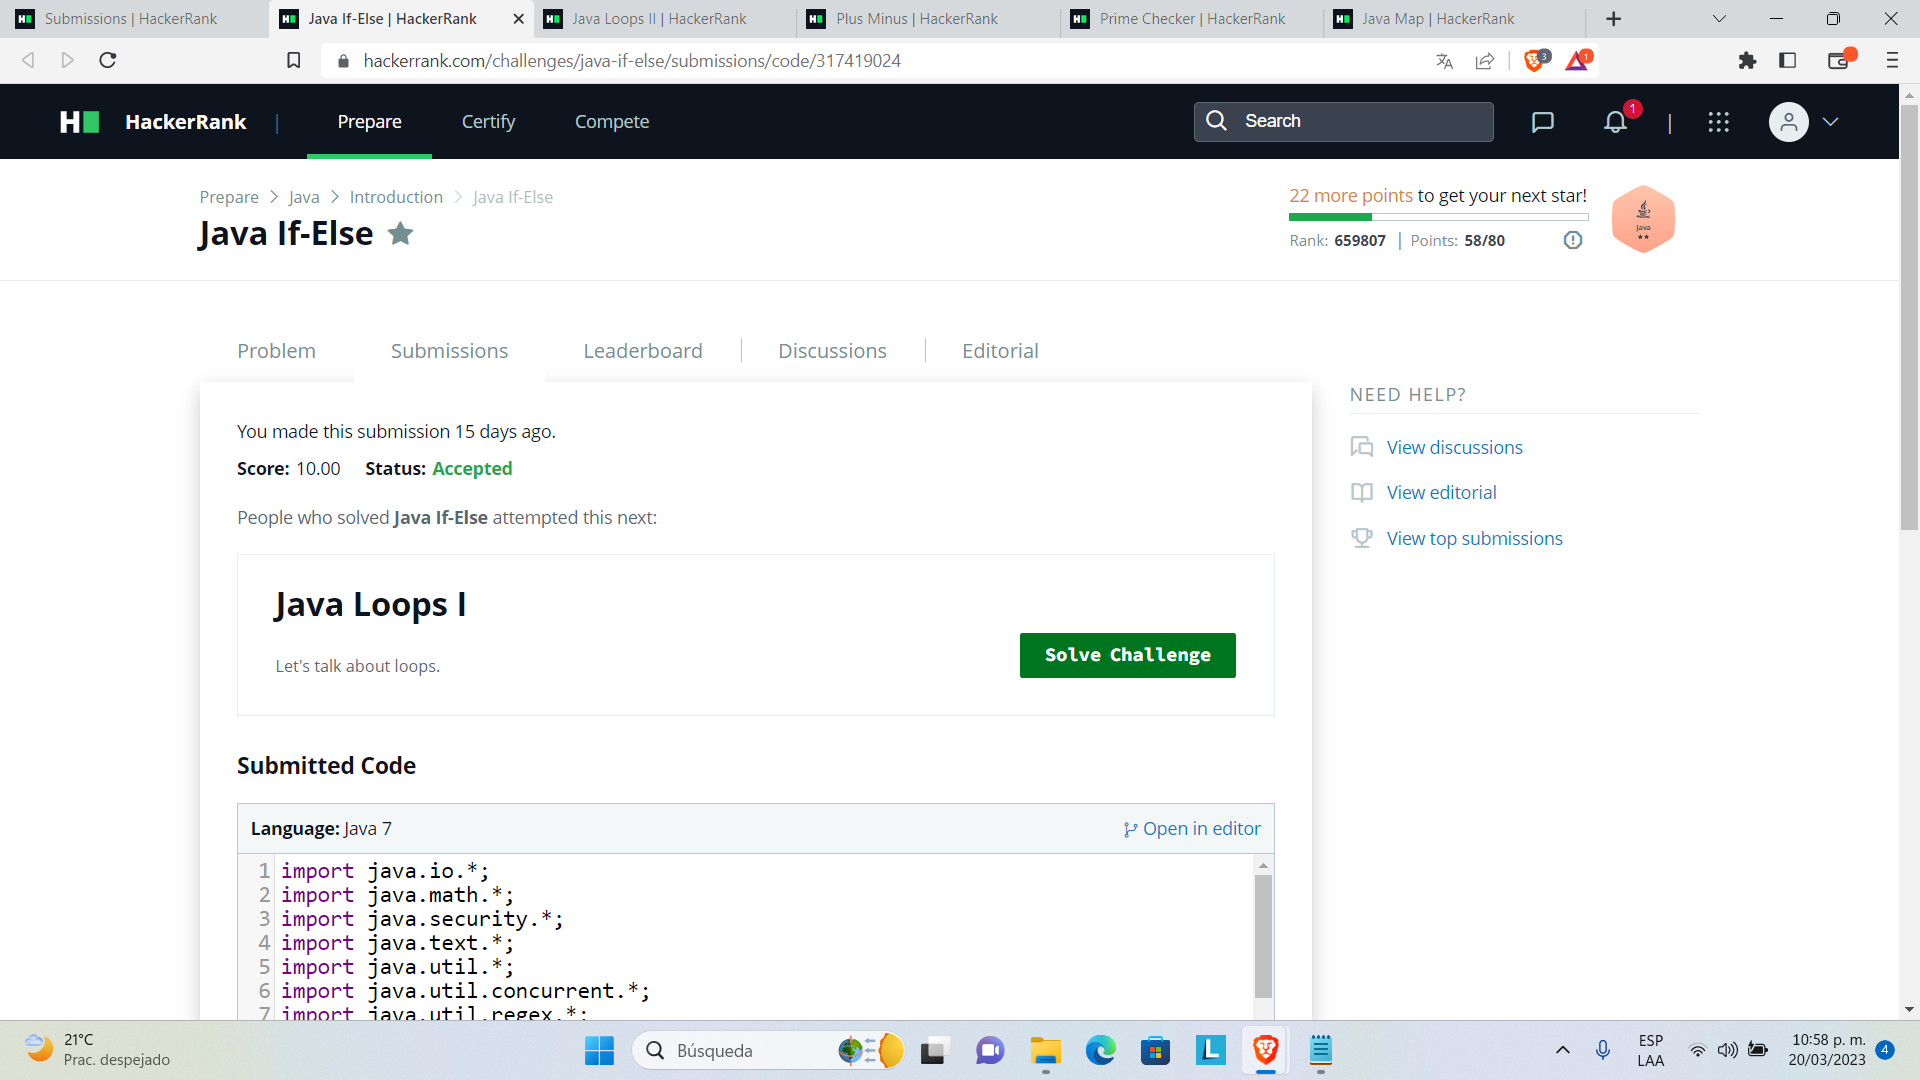 Submissions | HackerRank
Java If-Else | HackerRank
Java Loops II | HackerRank
Plus Minus | HackerRank
Prime Checker | HackerRank
Java Map | HackerRank
hackerrank.com/challenges/java-if-else/submissions/code/317419024
3
1
HackerRank
Prepare
Certify
Compete
Search
1
Prepare > Java > Introduction > Java If-Else
Java If-Else
22 more points to get your next star!
Rank: 659807 | Points: 58/80
Java
Problem
Submissions
Leaderboard
Discussions
Editorial
You made this submission 15 days ago.
Score: 10.00 Status: Accepted
People who solved Java If-Else attempted this next:
Java Loops I
Let's talk about loops.
Solve Challenge
NEED HELP?
View discussions
View editorial
View top submissions
Submitted Code
Language: Java 7
Open in editor
1 import java.io.*;
2 import java.math.*;
3 import java.security.*;
4 import java.text.*;
5 import java.util.*;
6 import java.util.concurrent.*;
7 import java.util.regex.*;
21°C
Prac. despejado
Búsqueda
L
ESP
LAA
10:58 p. m.
20/03/2023
4